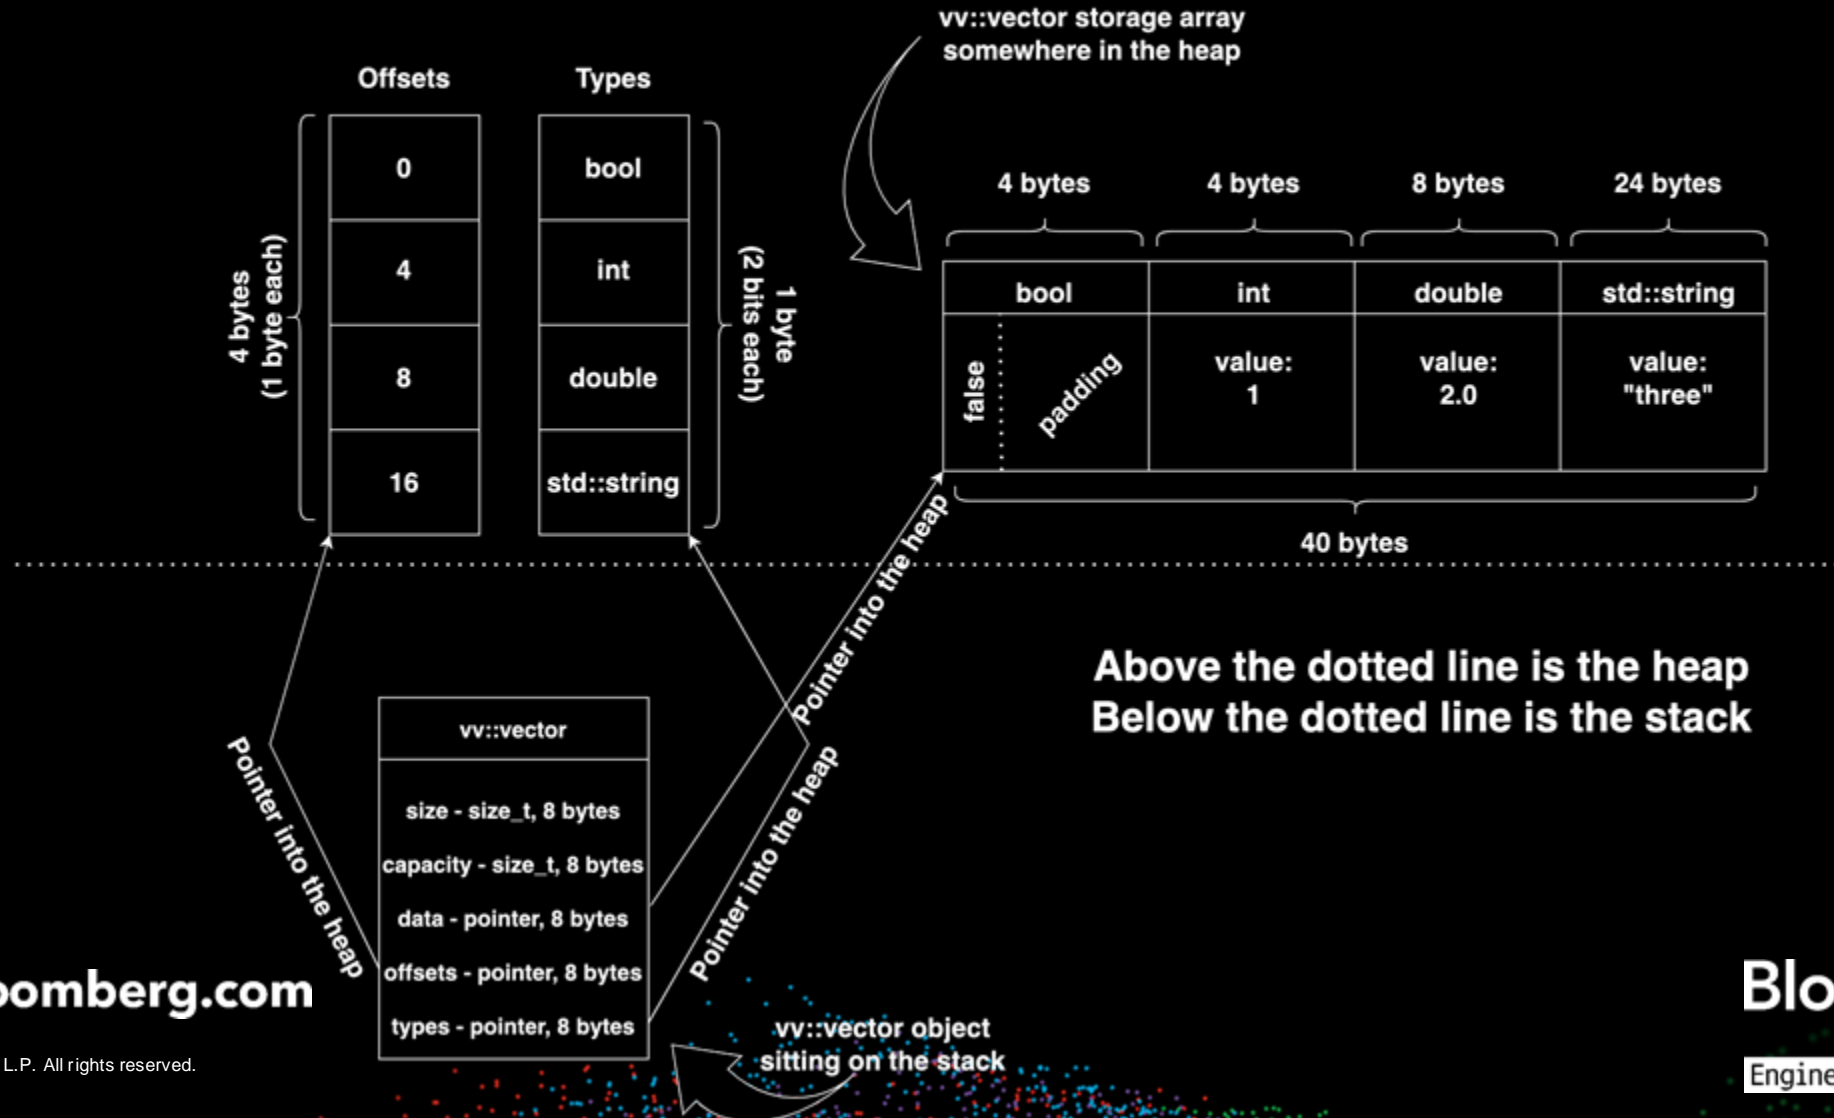 vv::vector storage array
somewhere in the heap
Offsets
Types
0
4
8
16
4 bytes
(1 byte each)
bool
int
double
std::string
1 byte
(2 bits each)
4 bytes
4 bytes
8 bytes
24 bytes
bool
int
double
std::string
false
padding
value:
1
value:
2.0
value:
"three"
40 bytes
Pointer into the heap
Pointer into the heap
Pointer into the heap
Above the dotted line is the heap
Below the dotted line is the stack
vv::vector
size - size_t, 8 bytes
capacity - size_t, 8 bytes
data - pointer, 8 bytes
offsets - pointer, 8 bytes
types - pointer, 8 bytes
vv::vector object
sitting on the stack
oomberg.com
L.P. All rights reserved.
Blo
Engine